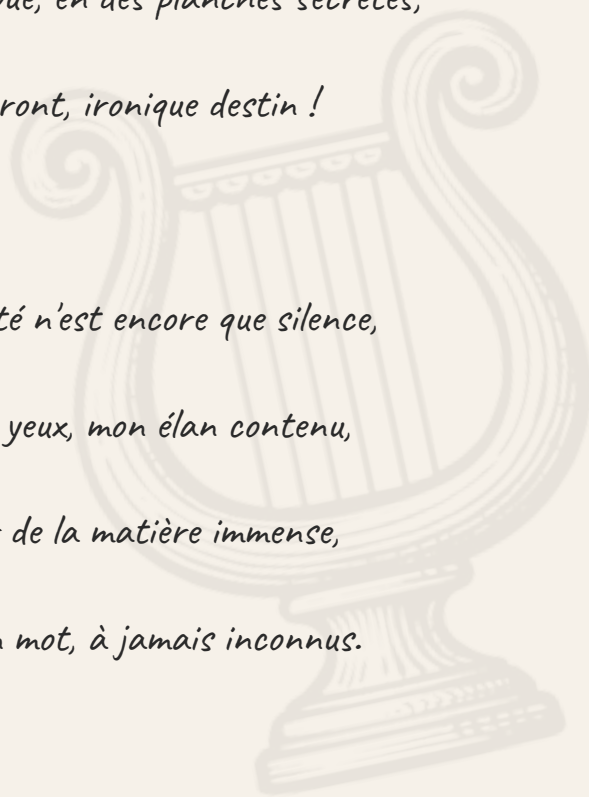 en des planches secrètes,
ront, ironique destin !
té n'est encore que silence,
yeux, mon élan contenu,
de la matière immense,
mot, à jamais inconnus.